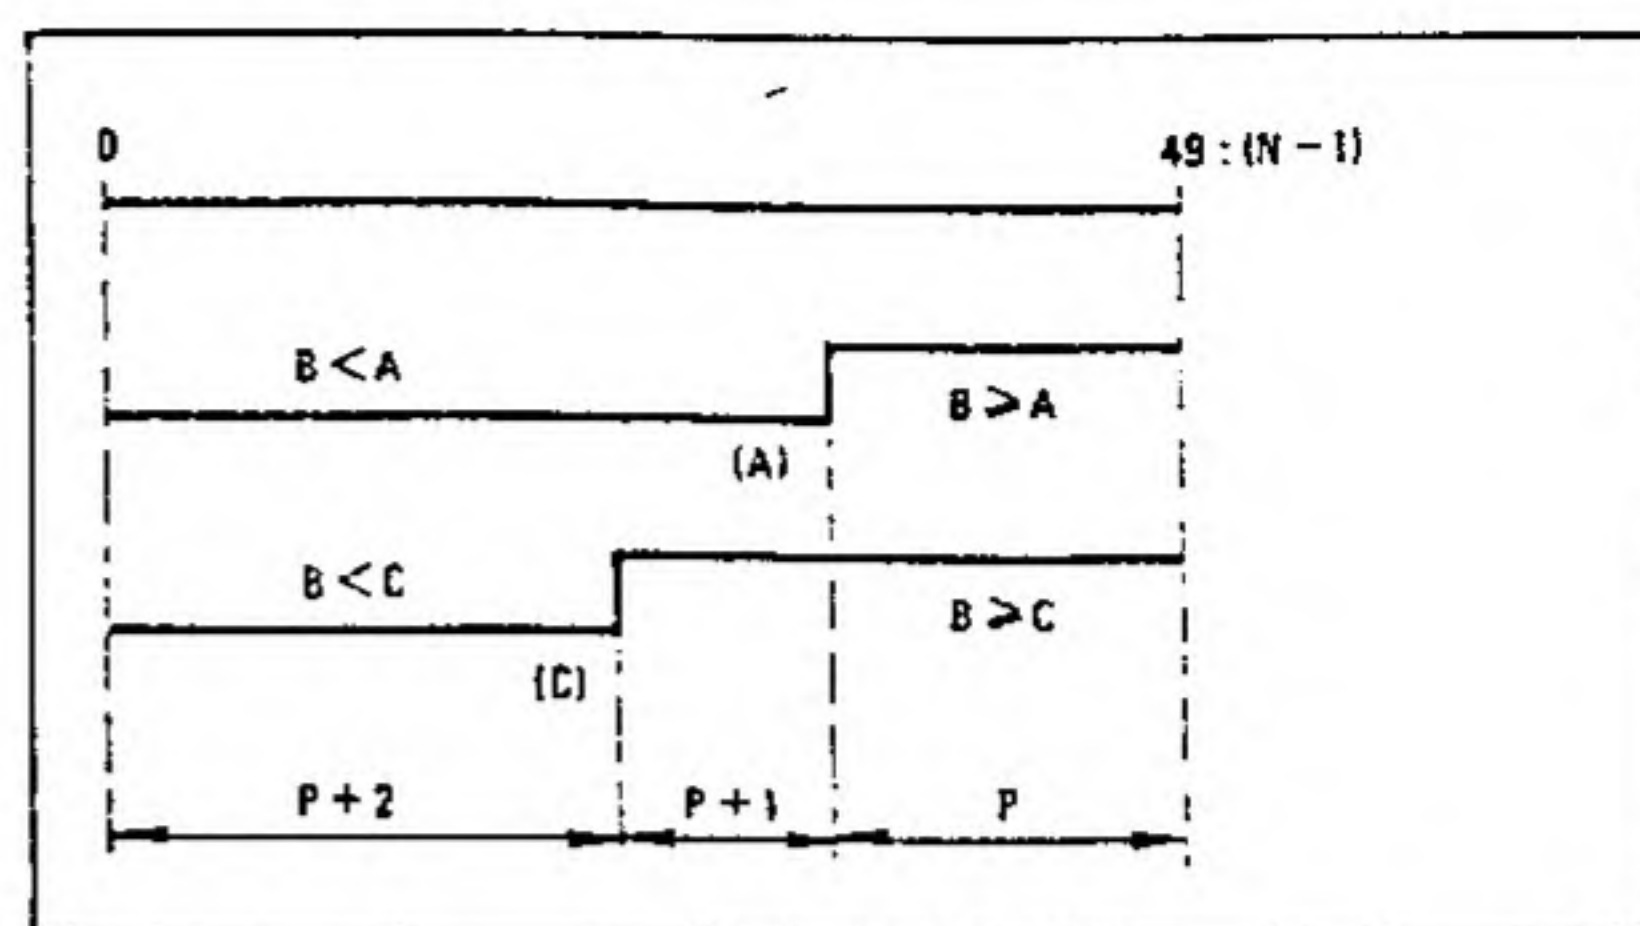 0 49 : (N - 1)
B < A
B ⩾ A
(A)
B < C
B ⩾ C
(C)
P + 2 P + 1 P